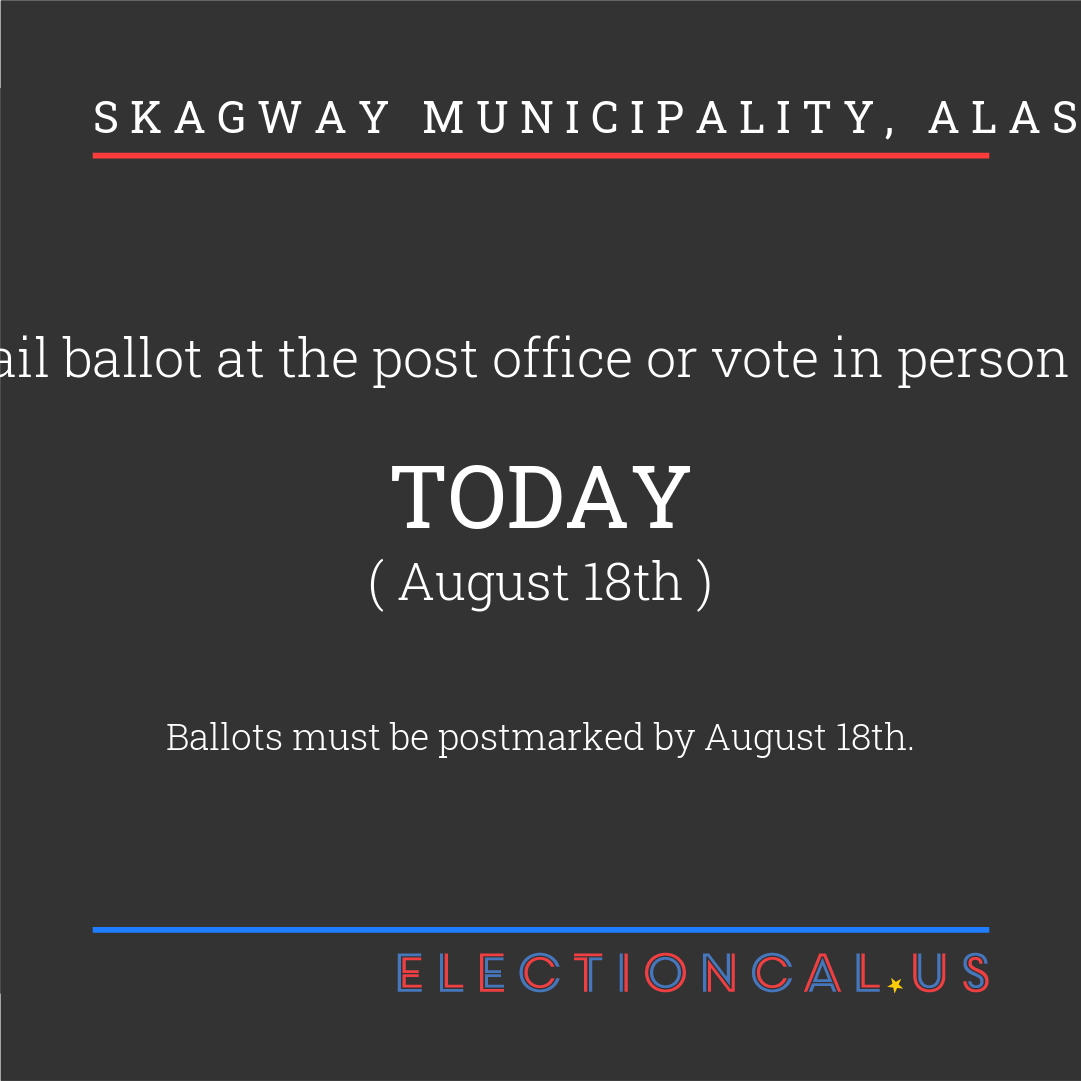 SKAGWAY MUNICIPALITY, ALAS
ail ballot at the post office or vote in person
TODAY
( August 18th )
Ballots must be postmarked by August 18th.
ELECTIONCAL.US